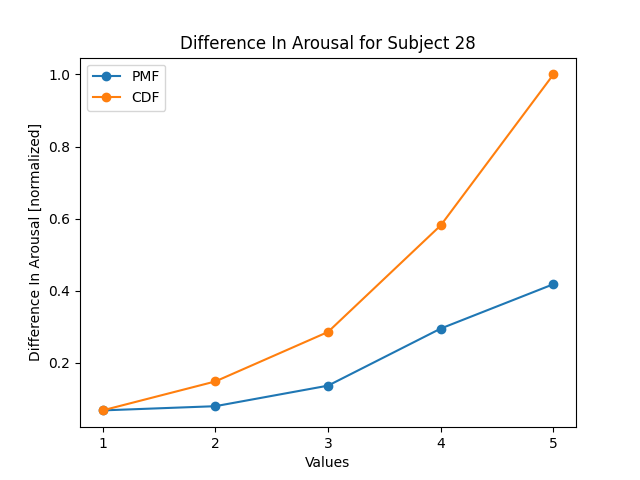 Difference In Arousal for Subject 28
PMF
CDF
1.0
0.8
0.6
0.4
0.2
Difference In Arousal [normalized]
1 2 3 4 5
Values